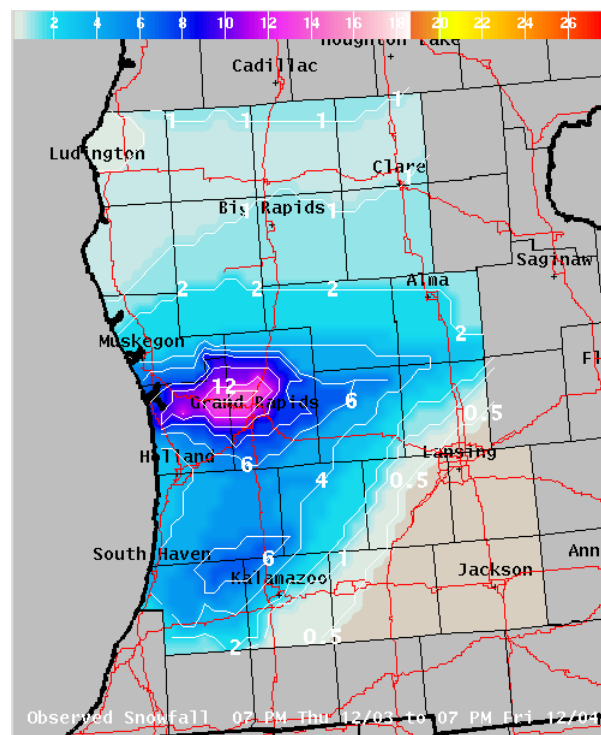 2 4 6 8 10 12 14 16 18 20 22 24 26
Houghton Lake
Cadillac
1 1 1 1
Ludington
Clare
1
Big Rapids
1 1
Saginaw
Alma
2 2 2
2
Muskegon
Fl
12
Grand Rapids
6
0.5
Lansing
Holland
6
4
0.5
South Haven
Ann
6
1
Kalamazoo
Jackson
0.5
2
Observed Snowfall 07 PM Thu 12/03 to 07 PM Fri 12/04